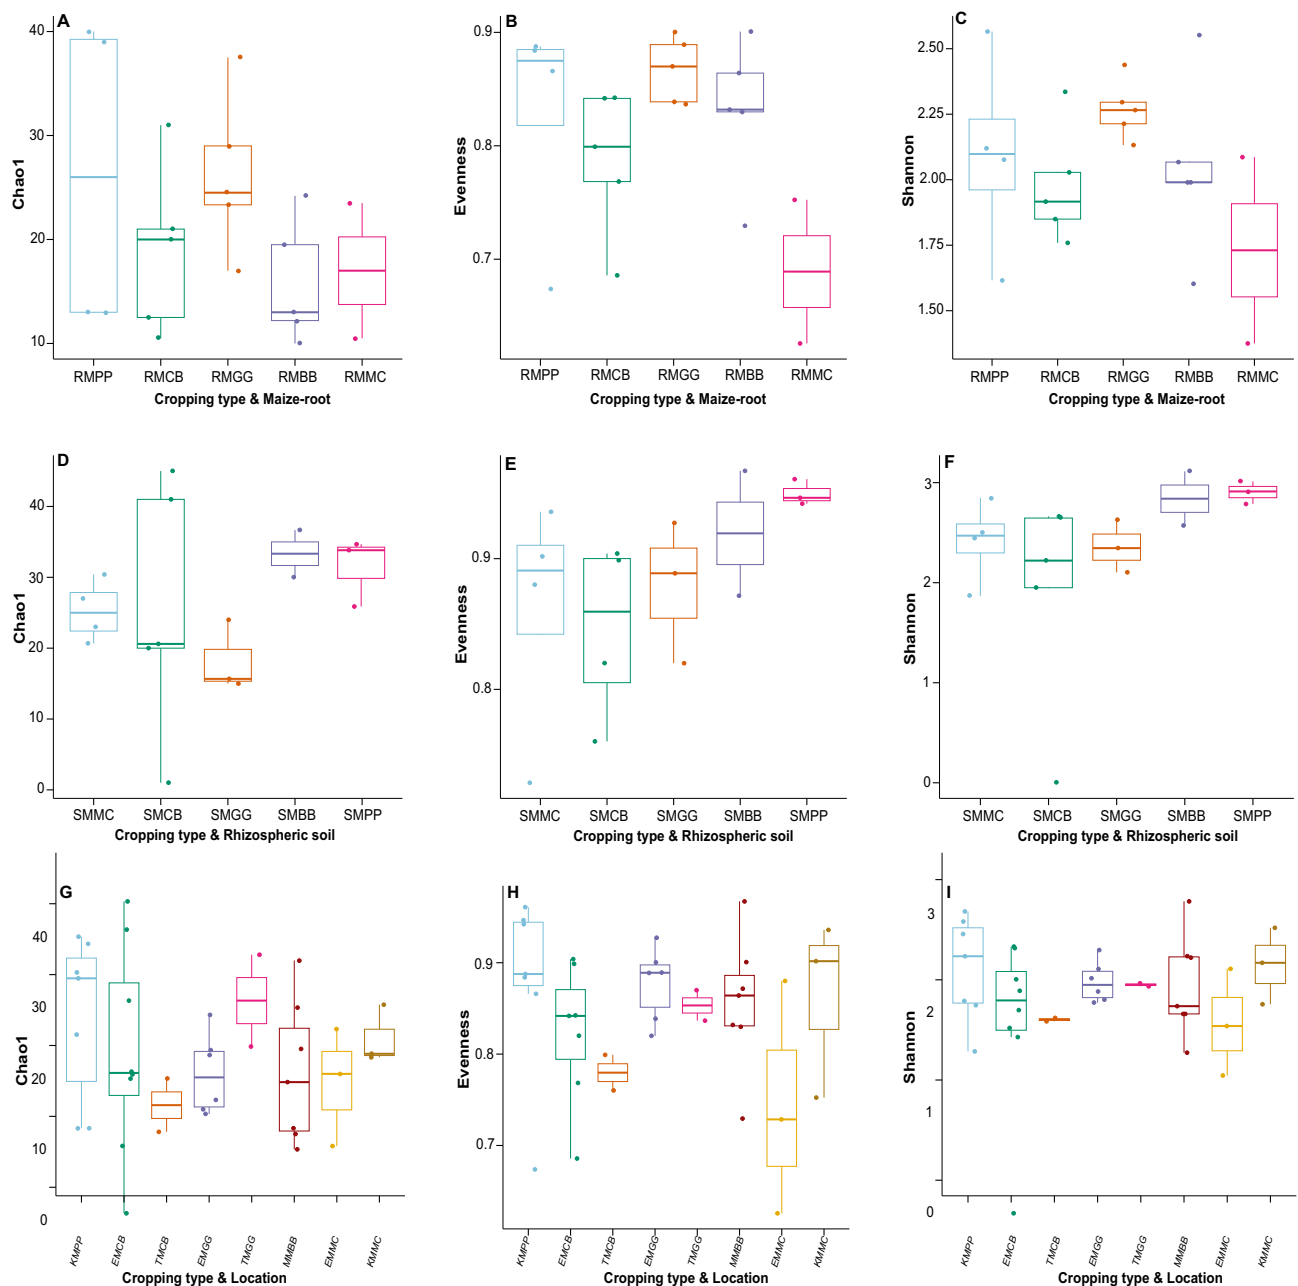 A
Chao1
40
30
20
10
RMPP RMCB RMGG RMBB RMMC
Cropping type & Maize-root
B
Evenness
0.9
0.8
0.7
RMPP RMCB RMGG RMBB RMMC
Cropping type & Maize-root
C
Shannon
2.50
2.25
2.00
1.75
1.50
RMPP RMCB RMGG RMBB RMMC
Cropping type & Maize-root
D
Chao1
40
30
20
10
0
SMMC SMCB SMGG SMBB SMPP
Cropping type & Rhizospheric soil
E
Evenness
0.9
0.8
SMMC SMCB SMGG SMBB SMPP
Cropping type & Rhizospheric soil
F
Shannon
3
2
1
0
SMMC SMCB SMGG SMBB SMPP
Cropping type & Rhizospheric soil
G
Chao1
40
30
20
10
0
KMPP EMCB TMCB EMGG TMGG MMBB EMMC KMMC
Cropping type & Location
H
Evenness
0.9
0.8
0.7
KMPP EMCB TMCB EMGG TMGG MMBB EMMC KMMC
Cropping type & Location
I
Shannon
3
2
1
0
KMPP EMCB TMCB EMGG TMGG MMBB EMMC KMMC
Cropping type & Location